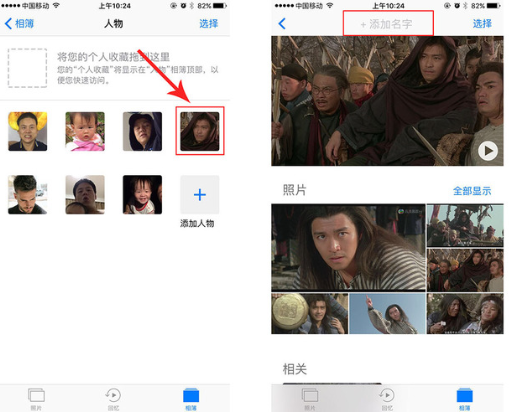 中国移动 上午10:24 82%
相簿 人物 选择
将您的个人收藏拖到这里
您的“个人收藏”将显示在“人物”相簿顶部，以
便您快速访问。
添加人物
照片 回忆 相簿
中国移动 上午10:24 82%
+ 添加名字 选择
照片 全部显示
相关
照片 回忆 相簿